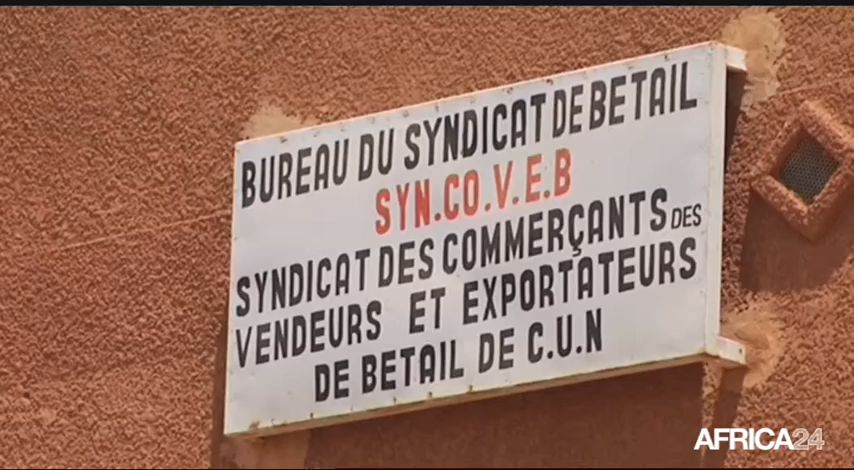 BUREAU DU SYNDICAT DE BETAIL
SYN.CO.V.E.B
SYNDICAT DES COMMERÇANTS DES
VENDEURS ET EXPORTATEURS
DE BETAIL DE C.U.N
AFRICA24